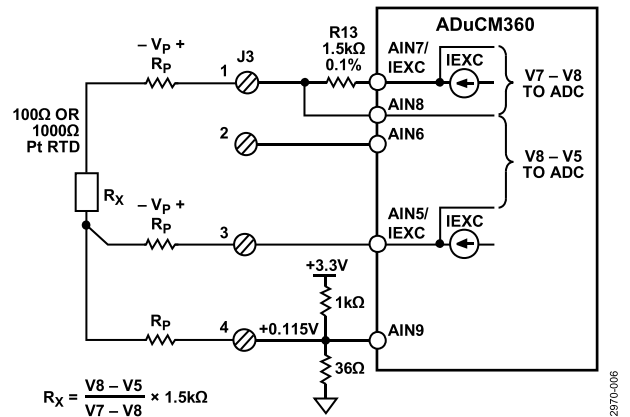 ADuCM360
– VP +
RP
J3
1
R13
1.5kΩ
0.1%
AIN7/
IEXC
IEXC
V7 – V8
TO ADC
AIN8
100Ω OR
1000Ω
Pt RTD
2
AIN6
V8 – V5
TO ADC
RX
– VP +
RP
3
AIN5/
IEXC
IEXC
+3.3V
1kΩ
RP
4
+0.115V
AIN9
36Ω
RX = V8 – V5 / V7 – V8 × 1.5kΩ
2970-006